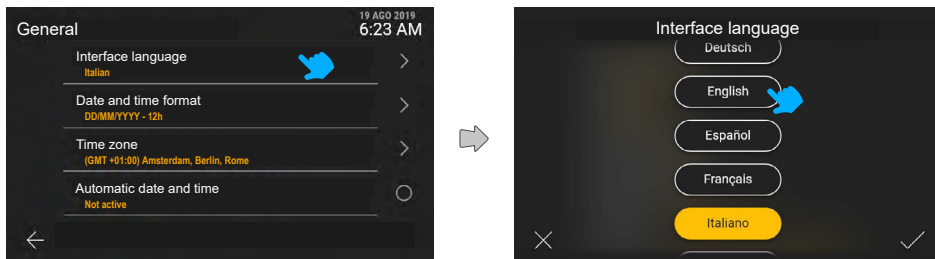 General
19 AGO 2019
6:23 AM
Interface language
Italian
Date and time format
DD/MM/YYYY - 12h
Time zone
(GMT +01:00) Amsterdam, Berlin, Rome
Automatic date and time
Not active
Interface language
Deutsch
English
Español
Français
Italiano